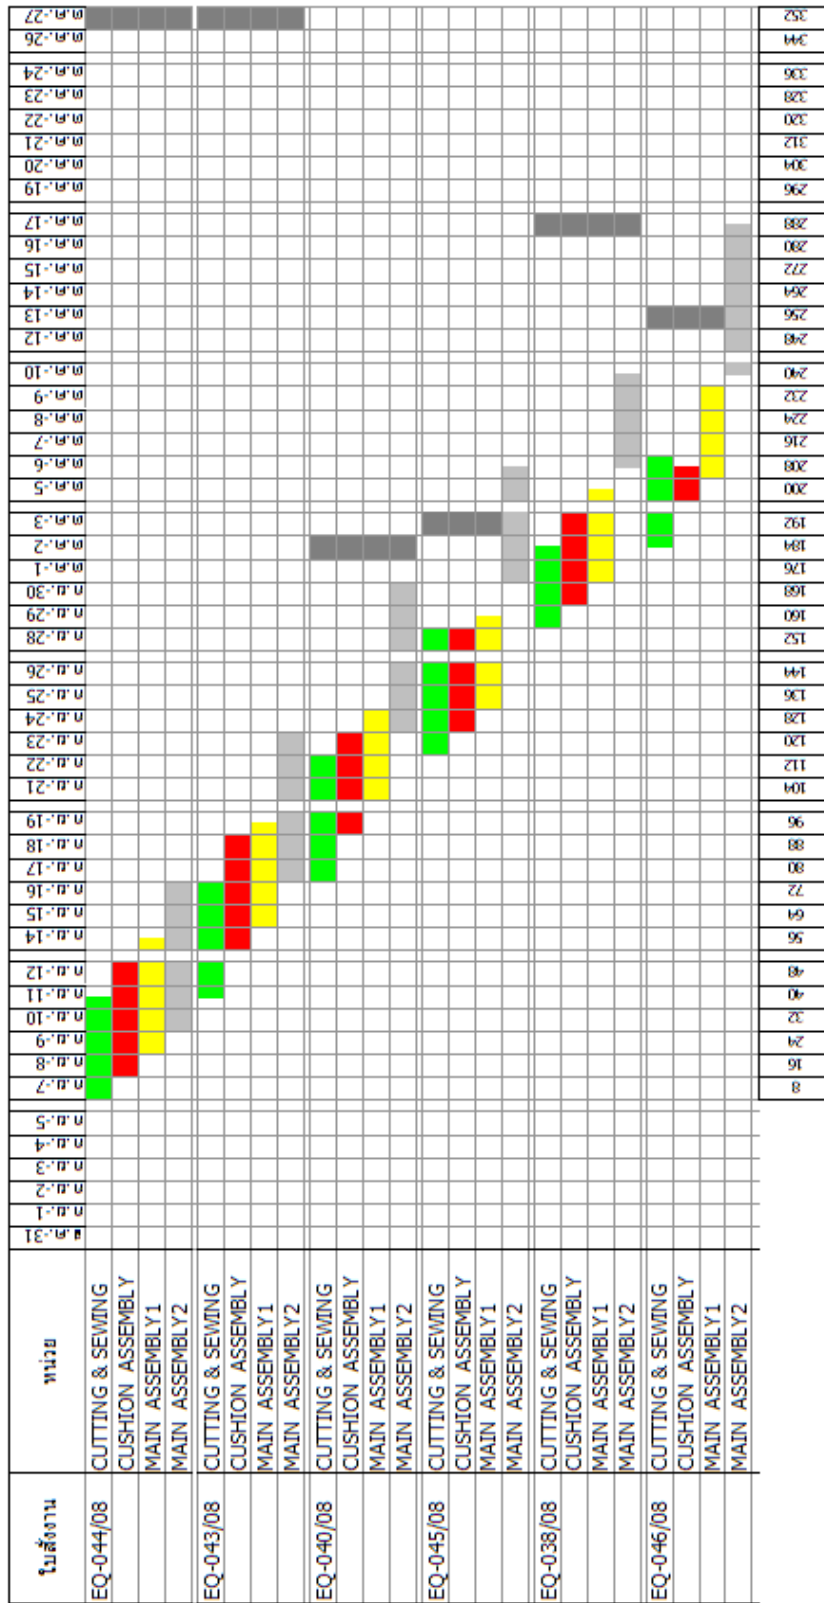 ใบสั่งงาน
หน่วย
ส.ค.-31
ก.ย.-1
ก.ย.-2
ก.ย.-3
ก.ย.-4
ก.ย.-5
ก.ย.-7
ก.ย.-8
ก.ย.-9
ก.ย.-10
ก.ย.-11
ก.ย.-12
ก.ย.-14
ก.ย.-15
ก.ย.-16
ก.ย.-17
ก.ย.-18
ก.ย.-19
ก.ย.-21
ก.ย.-22
ก.ย.-23
ก.ย.-24
ก.ย.-25
ก.ย.-26
ก.ย.-28
ก.ย.-29
ก.ย.-30
ต.ค.-1
ต.ค.-2
ต.ค.-3
ต.ค.-5
ต.ค.-6
ต.ค.-7
ต.ค.-8
ต.ค.-9
ต.ค.-10
ต.ค.-12
ต.ค.-13
ต.ค.-14
ต.ค.-15
ต.ค.-16
ต.ค.-17
ต.ค.-19
ต.ค.-20
ต.ค.-21
ต.ค.-22
ต.ค.-23
ต.ค.-24
ต.ค.-26
ต.ค.-27
EQ-044/08 CUTTING & SEWING
CUSHION ASSEMBLY
MAIN ASSEMBLY1
MAIN ASSEMBLY2
EQ-043/08 CUTTING & SEWING
CUSHION ASSEMBLY
MAIN ASSEMBLY1
MAIN ASSEMBLY2
EQ-040/08 CUTTING & SEWING
CUSHION ASSEMBLY
MAIN ASSEMBLY1
MAIN ASSEMBLY2
EQ-045/08 CUTTING & SEWING
CUSHION ASSEMBLY
MAIN ASSEMBLY1
MAIN ASSEMBLY2
EQ-038/08 CUTTING & SEWING
CUSHION ASSEMBLY
MAIN ASSEMBLY1
MAIN ASSEMBLY2
EQ-046/08 CUTTING & SEWING
CUSHION ASSEMBLY
MAIN ASSEMBLY1
MAIN ASSEMBLY2
8
16
24
32
40
48
56
64
72
80
88
96
104
112
120
128
136
144
152
160
168
176
184
192
200
208
216
224
232
240
248
256
264
272
280
288
296
304
312
320
328
336
344
352